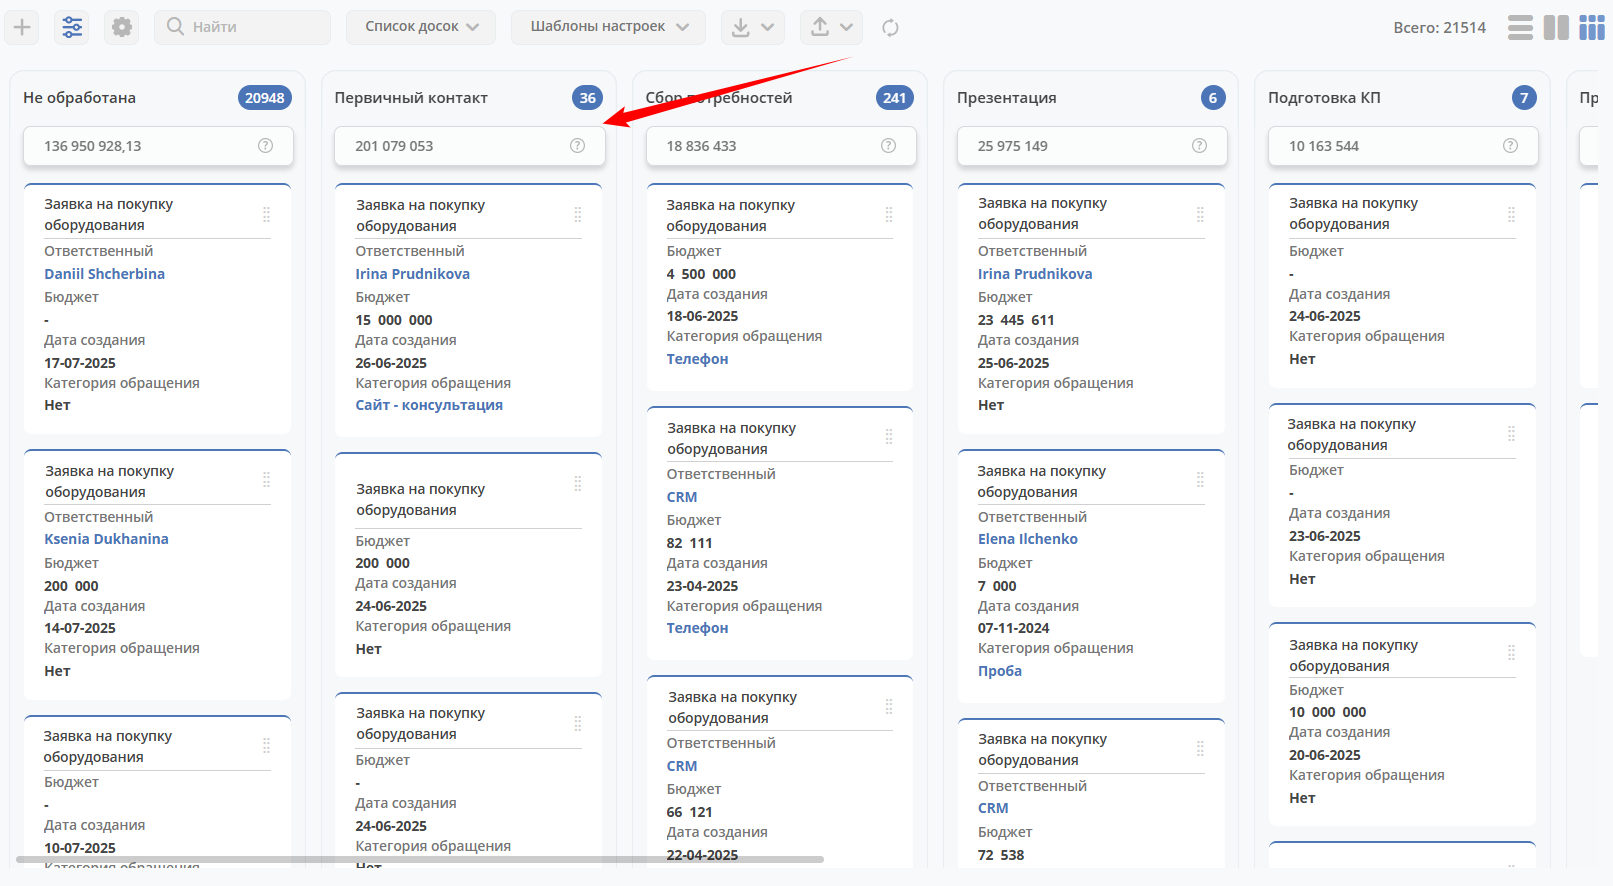 Найти
Список досок
Шаблоны настроек
Всего: 21514
Не обработана
20948
136 950 928,13
?
Заявка на покупку
оборудования
Ответственный
Daniil Shcherbina
Бюджет
-
Дата создания
17-07-2025
Категория обращения
Нет
Заявка на покупку
оборудования
Ответственный
Ksenia Dukhanina
Бюджет
200 000
Дата создания
14-07-2025
Категория обращения
Нет
Заявка на покупку
оборудования
Бюджет
-
Дата создания
10-07-2025
Категория обращения
Первичный контакт
36
201 079 053
?
Заявка на покупку
оборудования
Ответственный
Irina Prudnikova
Бюджет
15 000 000
Дата создания
26-06-2025
Категория обращения
Сайт - консультация
Заявка на покупку
оборудования
Бюджет
200 000
Дата создания
24-06-2025
Категория обращения
Нет
Заявка на покупку
оборудования
Бюджет
-
Дата создания
24-06-2025
Категория обращения
Нет
Сбор потребностей
241
18 836 433
?
Заявка на покупку
оборудования
Бюджет
4 500 000
Дата создания
18-06-2025
Категория обращения
Телефон
Заявка на покупку
оборудования
Ответственный
CRM
Бюджет
82 111
Дата создания
23-04-2025
Категория обращения
Телефон
Заявка на покупку
оборудования
Ответственный
CRM
Бюджет
66 121
Дата создания
22-04-2025
Презентация
6
25 975 149
?
Заявка на покупку
оборудования
Ответственный
Irina Prudnikova
Бюджет
23 445 611
Дата создания
25-06-2025
Категория обращения
Нет
Заявка на покупку
оборудования
Ответственный
Elena Ilchenko
Бюджет
7 000
Дата создания
07-11-2024
Категория обращения
Проба
Заявка на покупку
оборудования
Ответственный
CRM
Бюджет
72 538
Подготовка КП
7
10 163 544
?
Заявка на покупку
оборудования
Бюджет
-
Дата создания
24-06-2025
Категория обращения
Нет
Заявка на покупку
оборудования
Бюджет
-
Дата создания
23-06-2025
Категория обращения
Нет
Заявка на покупку
оборудования
Бюджет
10 000 000
Дата создания
20-06-2025
Категория обращения
Нет
Пр